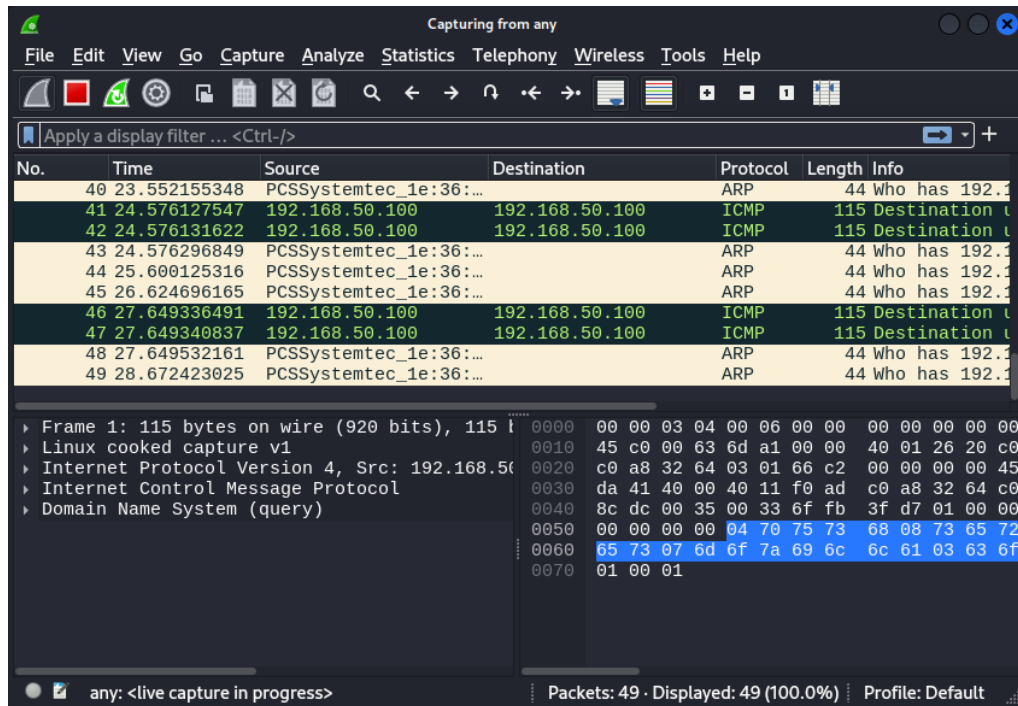 Capturing from any
File Edit View Go Capture Analyze Statistics Telephony Wireless Tools Help
Apply a display filter … <Ctrl-/>
No. Time Source Destination Protocol Length Info
40 23.552155348 PCSSystemtec_1e:36:… ARP 44 Who has 192.1
41 24.576127547 192.168.50.100 192.168.50.100 ICMP 115 Destination u
42 24.576131622 192.168.50.100 192.168.50.100 ICMP 115 Destination u
43 24.576296849 PCSSystemtec_1e:36:… ARP 44 Who has 192.1
44 25.600125316 PCSSystemtec_1e:36:… ARP 44 Who has 192.1
45 26.624696165 PCSSystemtec_1e:36:… ARP 44 Who has 192.1
46 27.649336491 192.168.50.100 192.168.50.100 ICMP 115 Destination u
47 27.649340837 192.168.50.100 192.168.50.100 ICMP 115 Destination u
48 27.649532161 PCSSystemtec_1e:36:… ARP 44 Who has 192.1
49 28.672423025 PCSSystemtec_1e:36:… ARP 44 Who has 192.1
Frame 1: 115 bytes on wire (920 bits), 115 b
Linux cooked capture v1
Internet Protocol Version 4, Src: 192.168.50
Internet Control Message Protocol
Domain Name System (query)
0000 00 00 03 04 00 06 00 00 00 00 00 00 00
0010 45 c0 00 63 6d a1 00 00 40 01 26 20 c0
0020 c0 a8 32 64 03 01 66 c2 00 00 00 00 45
0030 da 41 40 00 40 11 f0 ad c0 a8 32 64 c0
0040 8c dc 00 35 00 33 6f fb 3f d7 01 00 00
0050 00 00 00 00 04 70 75 73 68 08 73 65 72
0060 65 73 07 6d 6f 7a 69 6c 6c 61 03 63 6f
0070 01 00 01
any: <live capture in progress>
Packets: 49 · Displayed: 49 (100.0%)
Profile: Default